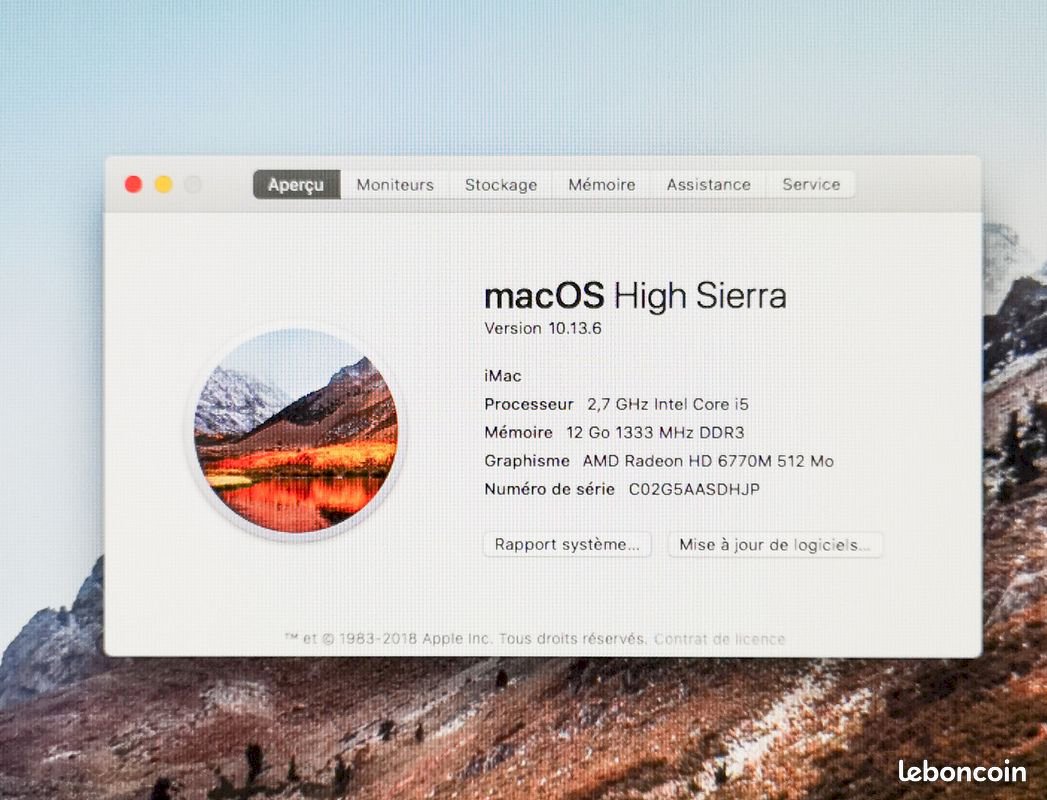 Aperçu Moniteurs Stockage Mémoire Assistance Service
macOS High Sierra
Version 10.13.6
iMac
Processeur 2,7 GHz Intel Core i5
Mémoire 12 Go 1333 MHz DDR3
Graphisme AMD Radeon HD 6770M 512 Mo
Numéro de série C02G5AASDHJP
Rapport système... Mise à jour de logiciels...
™ et © 1983-2018 Apple Inc. Tous droits réservés. Contrat de licence
leboncoin